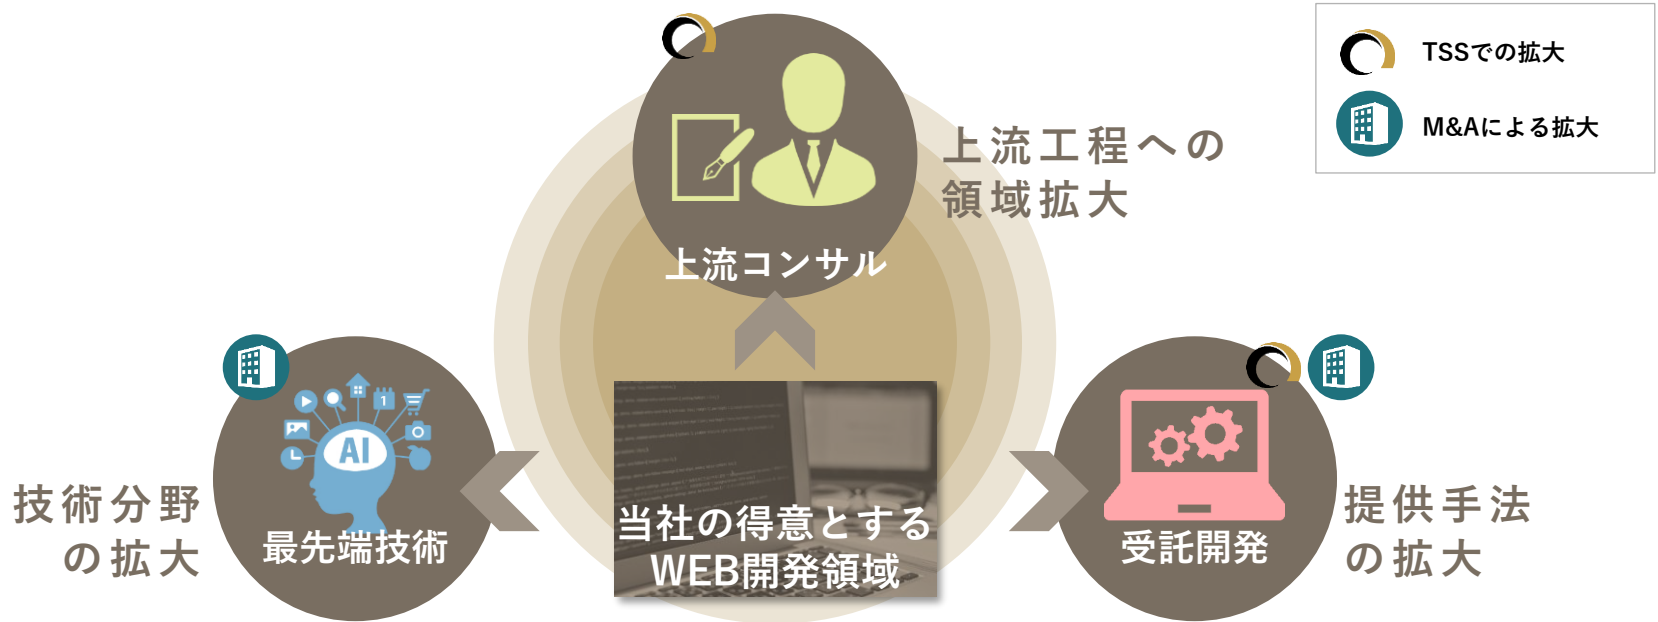 TSSでの拡大
M&Aによる拡大
上流工程への
領域拡大
上流コンサル
1
AI
技術分野
の拡大
最先端技術
当社の得意とする
WEB開発領域
受託開発
提供手法
の拡大